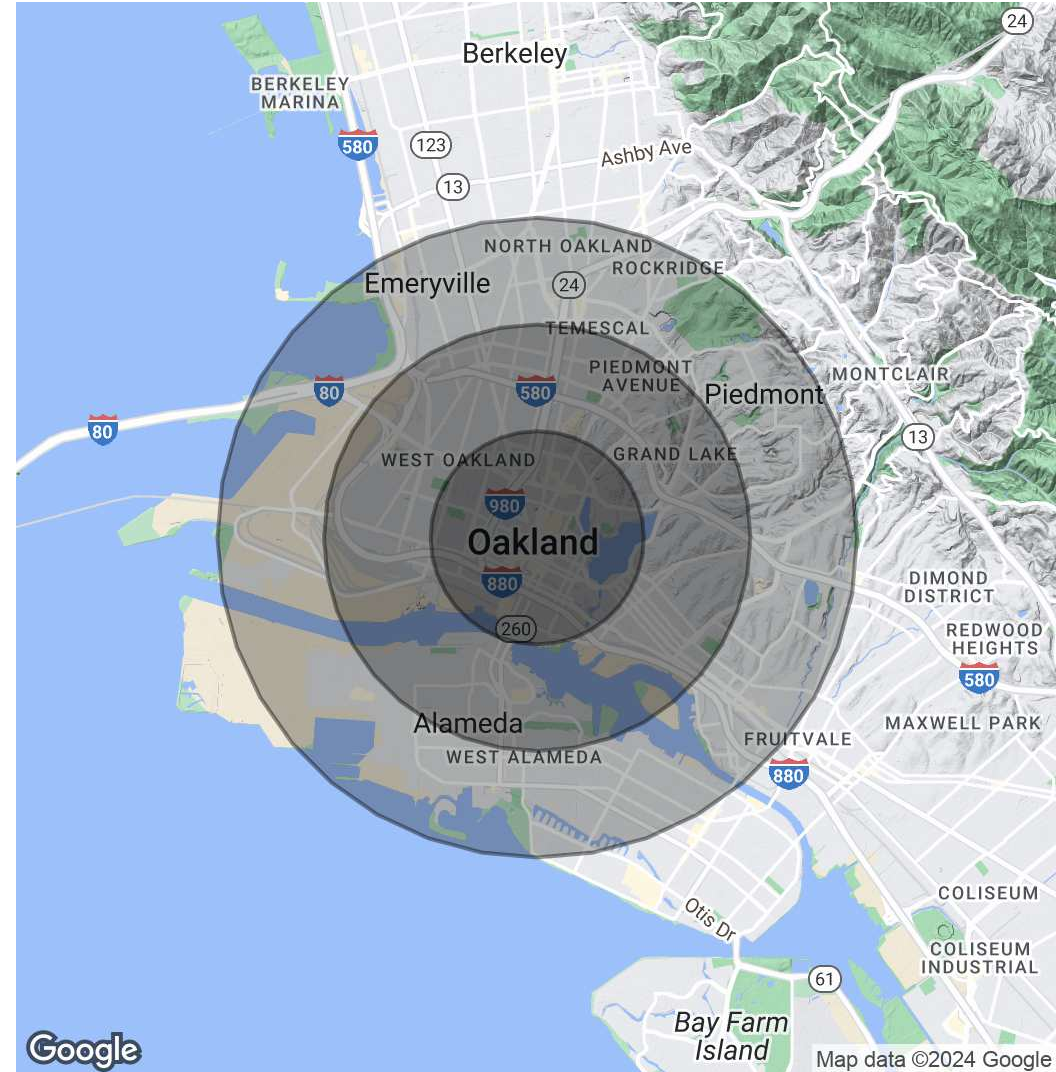 24
Berkeley
BERKELEY
MARINA
580
123
Ashby Ave
13
NORTH OAKLAND
ROCKRIDGE
Emeryville
24
TEMESCAL
PIEDMONT
AVENUE
MONTCLAIR
80
580
Piedmont
80
13
WEST OAKLAND
GRAND LAKE
980
Oakland
880
DIMOND
DISTRICT
260
REDWOOD
HEIGHTS
580
Alameda
MAXWELL PARK
FRUITVALE
WEST ALAMEDA
880
COLISEUM
Otis Dr
COLISEUM
INDUSTRIAL
61
Bay Farm
Island
Google
Map data ©2024 Google